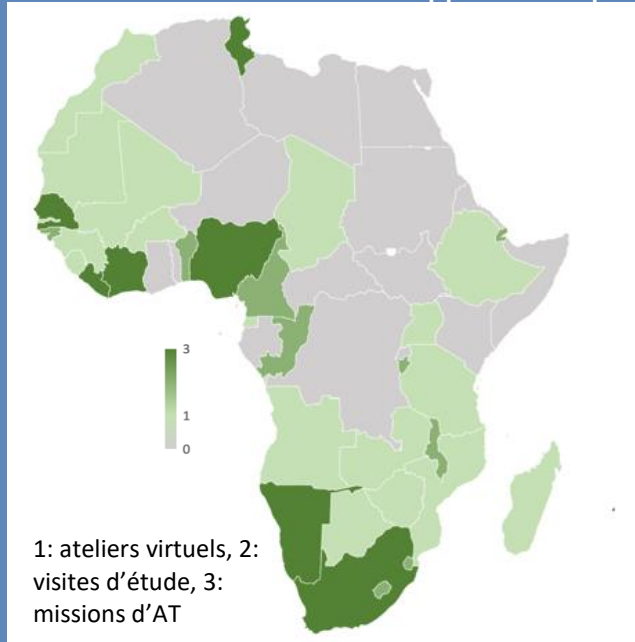 3
1
0
1: ateliers virtuels, 2:
visites d'étude, 3:
missions d'AT